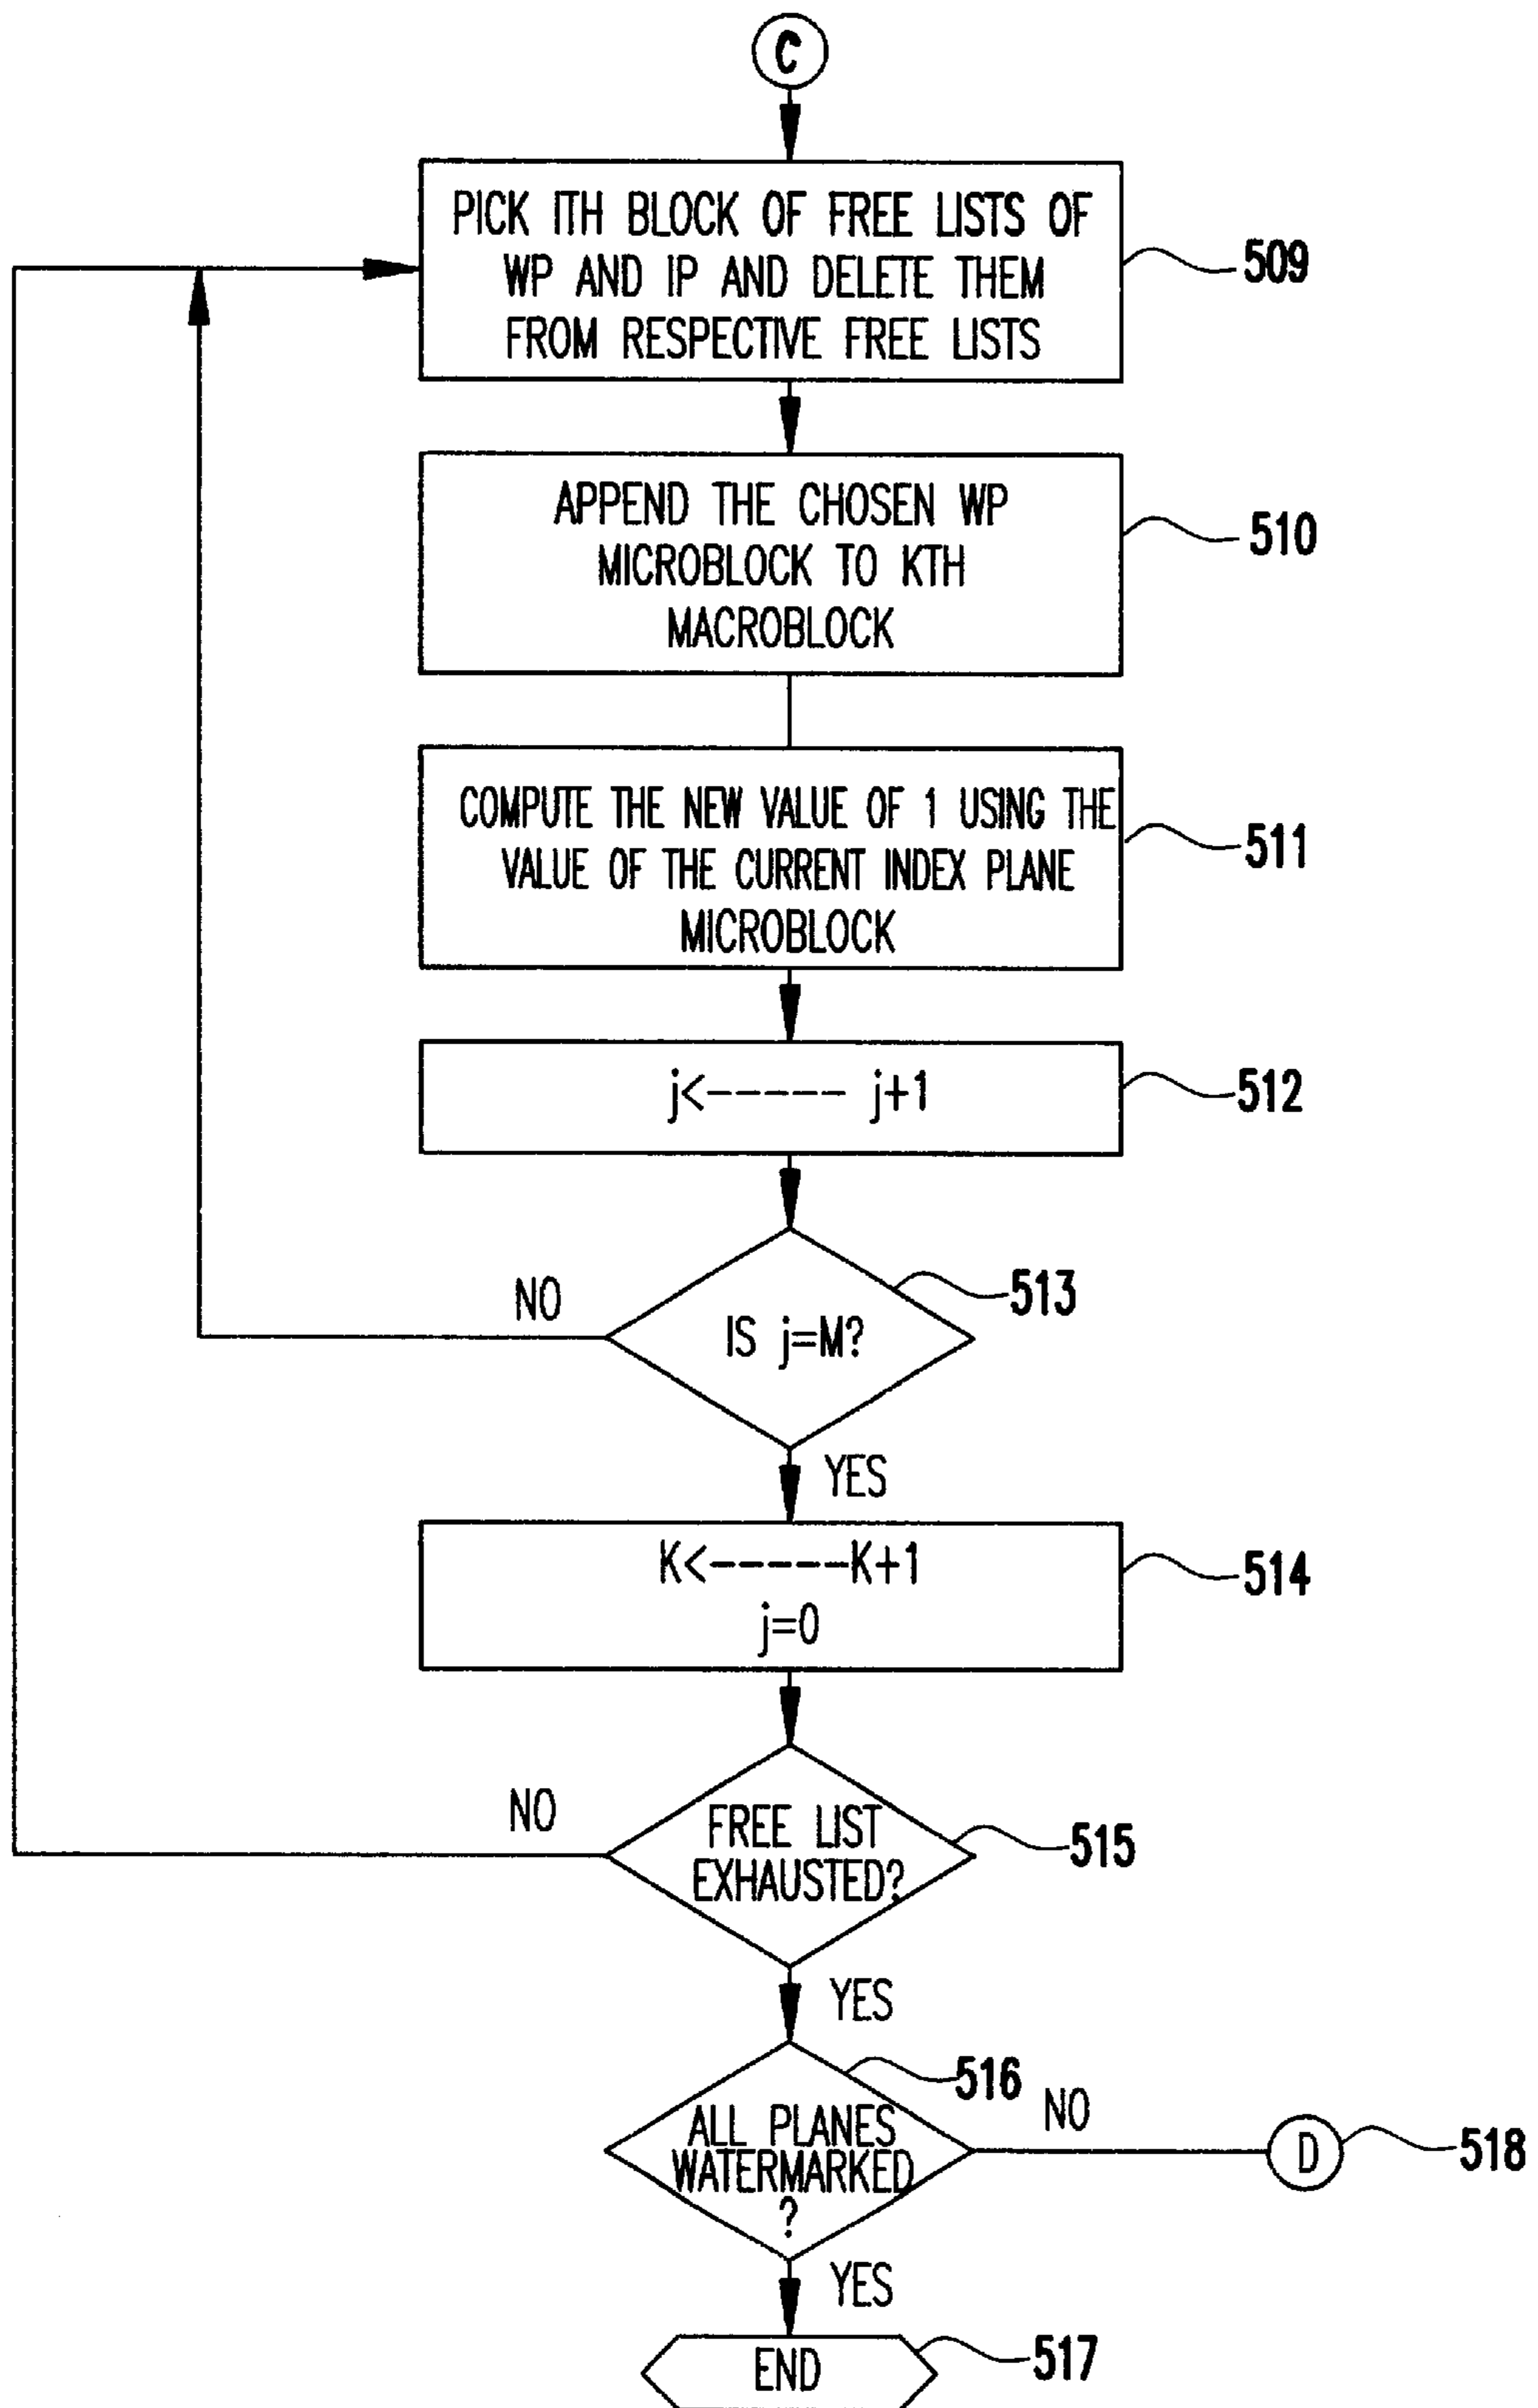 C
PICK ITH BLOCK OF FREE LISTS OF
WP AND IP AND DELETE THEM
FROM RESPECTIVE FREE LISTS
509
APPEND THE CHOSEN WP
MICROBLOCK TO KTH
MACROBLOCK
510
COMPUTE THE NEW VALUE OF 1 USING THE
VALUE OF THE CURRENT INDEX PLANE
MICROBLOCK
511
j<------ j+1
512
IS j=M?
513
NO
YES
K<------K+1
j=0
514
FREE LIST
EXHAUSTED?
515
NO
YES
ALL PLANES
WATERMARKED
?
516
NO
D
518
YES
END
517